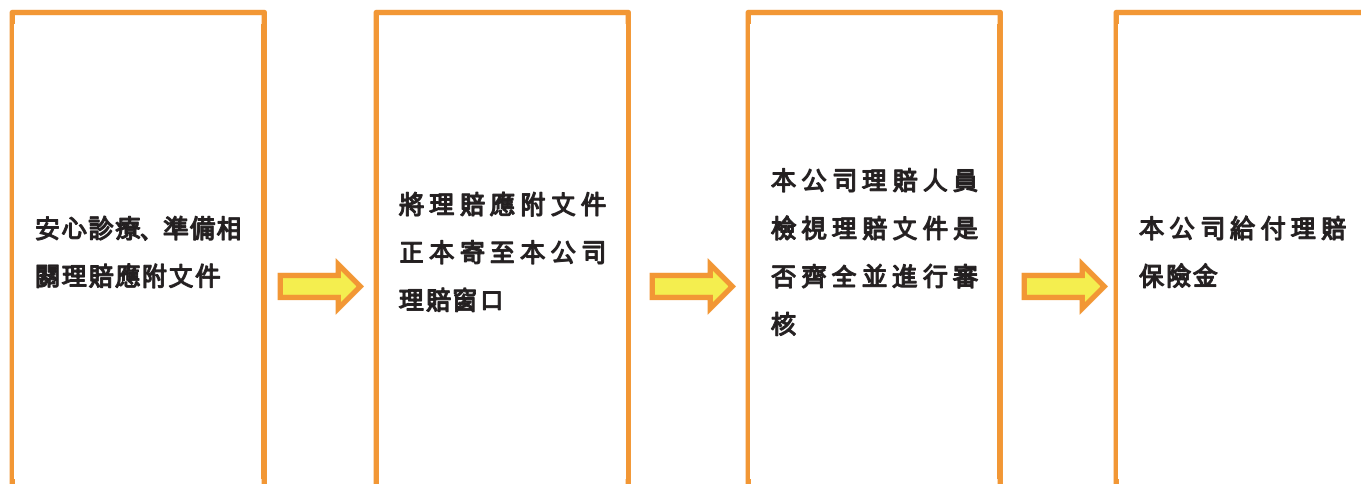 安心診療、準備相
關理賠應附文件
將理賠應附文件
正本寄至本公司
理賠窗口
本公司理賠人員
檢視理賠文件是
否齊全並進行審
核
本公司給付理賠
保險金